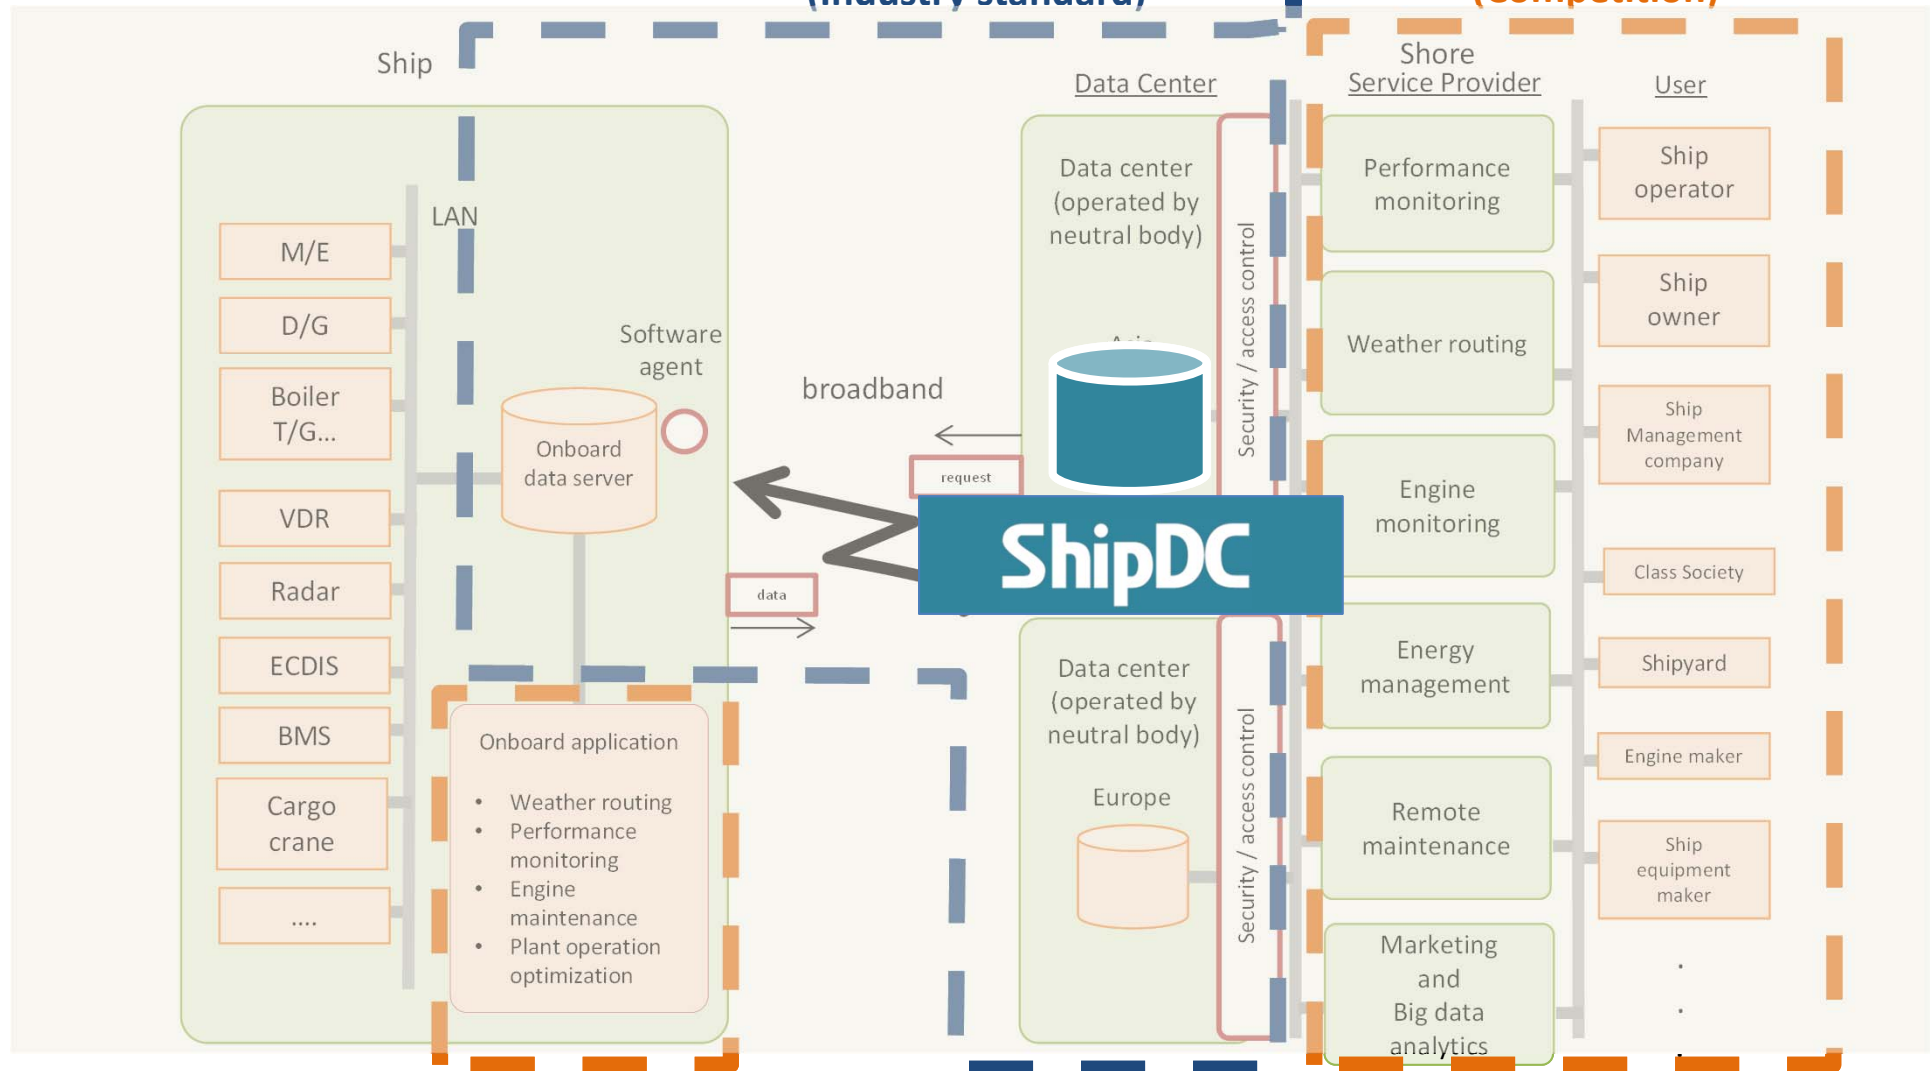 (Industry standard)
(Competition)
Ship
Shore
Data Center
Service Provider
User
LAN
M/E
D/G
Boiler
T/G...
VDR
Radar
ECDIS
BMS
Cargo
crane
....
Software
agent
Onboard
data server
Onboard application
• Weather routing
• Performance
monitoring
• Engine
maintenance
• Plant operation
optimization
broadband
request
data
Data center
(operated by
neutral body)
Security / access control
ShipDC
Data center
(operated by
neutral body)
Europe
Security / access control
Performance
monitoring
Weather routing
Engine
monitoring
Energy
management
Remote
maintenance
Marketing
and
Big data
analytics
Ship
operator
Ship
owner
Ship
Management
company
Class Society
Shipyard
Engine maker
Ship
equipment
maker
.
.
.